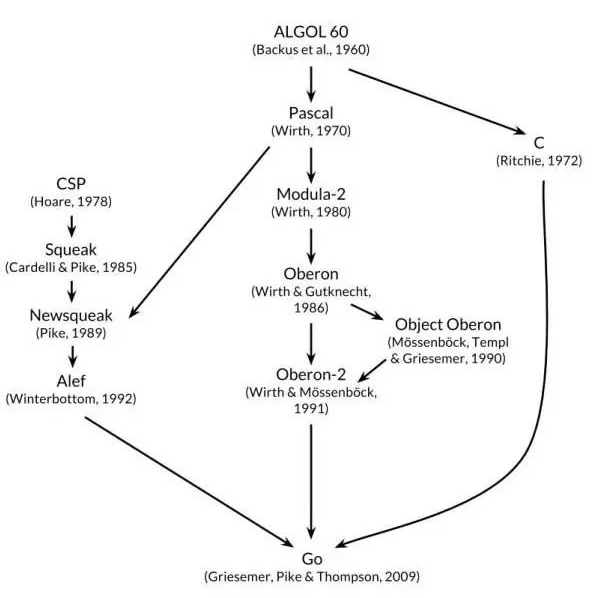 ALGOL 60
(Backus et al., 1960)
Pascal
(Wirth, 1970)
C
(Ritchie, 1972)
CSP
(Hoare, 1978)
Modula-2
(Wirth, 1980)
Squeak
(Cardelli & Pike, 1985)
Oberon
(Wirth & Gutknecht,
1986)
Newsqueak
(Pike, 1989)
Object Oberon
(Mössenböck, Templ
& Griesemer, 1990)
Alef
(Winterbottom, 1992)
Oberon-2
(Wirth & Mössenböck,
1991)
Go
(Griesemer, Pike & Thompson, 2009)